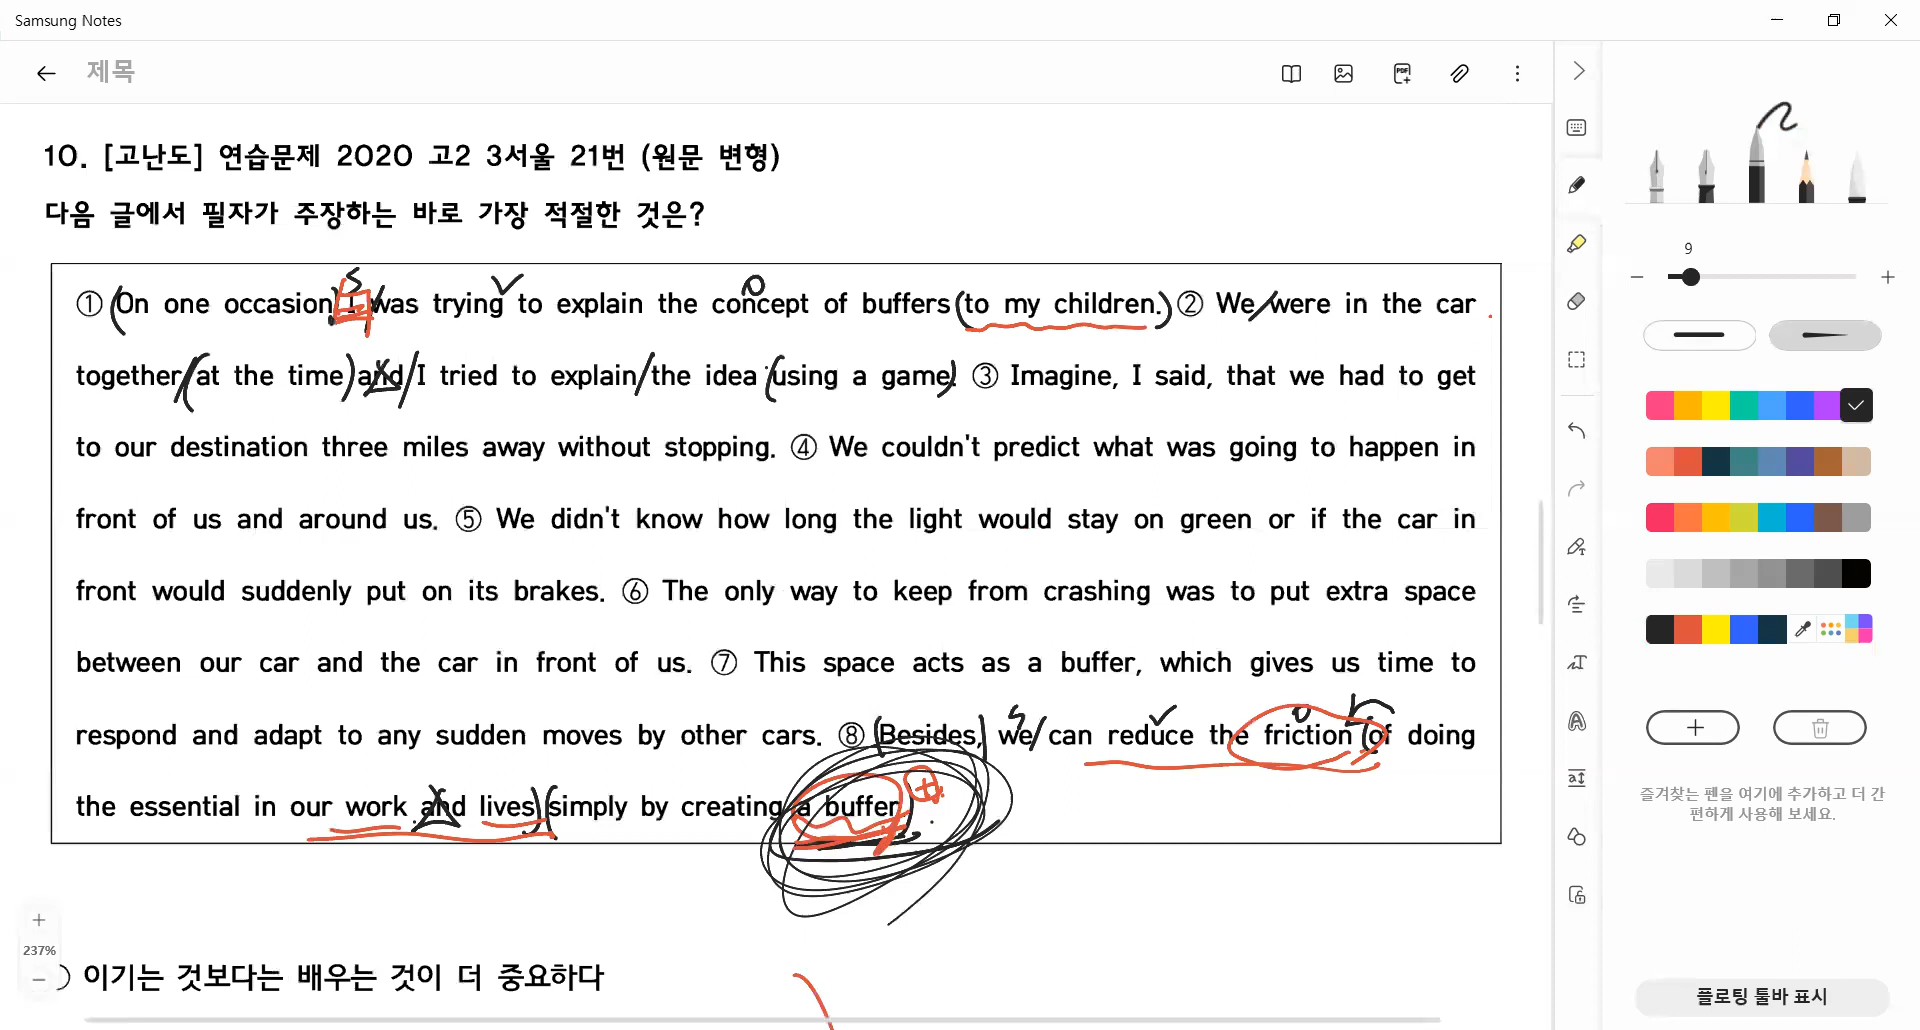 Samsung Notes
제목
10. [고난도] 연습문제 2020 고2 3서울 21번 (원문 변형)
다음 글에서 필자가 주장하는 바로 가장 적절한 것은?
① On one occasion, I was trying to explain the concept of buffers to my children. ② We were in the car
together at the time and I tried to explain the idea using a game. ③ Imagine, I said, that we had to get
to our destination three miles away without stopping. ④ We couldn't predict what was going to happen in
front of us and around us. ⑤ We didn't know how long the light would stay on green or if the car in
front would suddenly put on its brakes. ⑥ The only way to keep from crashing was to put extra space
between our car and the car in front of us. ⑦ This space acts as a buffer, which gives us time to
respond and adapt to any sudden moves by other cars. ⑧ Besides, we can reduce the friction of doing
the essential in our work and lives simply by creating a buffer.
이기는 것보다는 배우는 것이 더 중요하다
237%
9
즐겨찾는 펜을 여기에 추가하고 더 간
편하게 사용해 보세요.
플로팅 툴바 표시